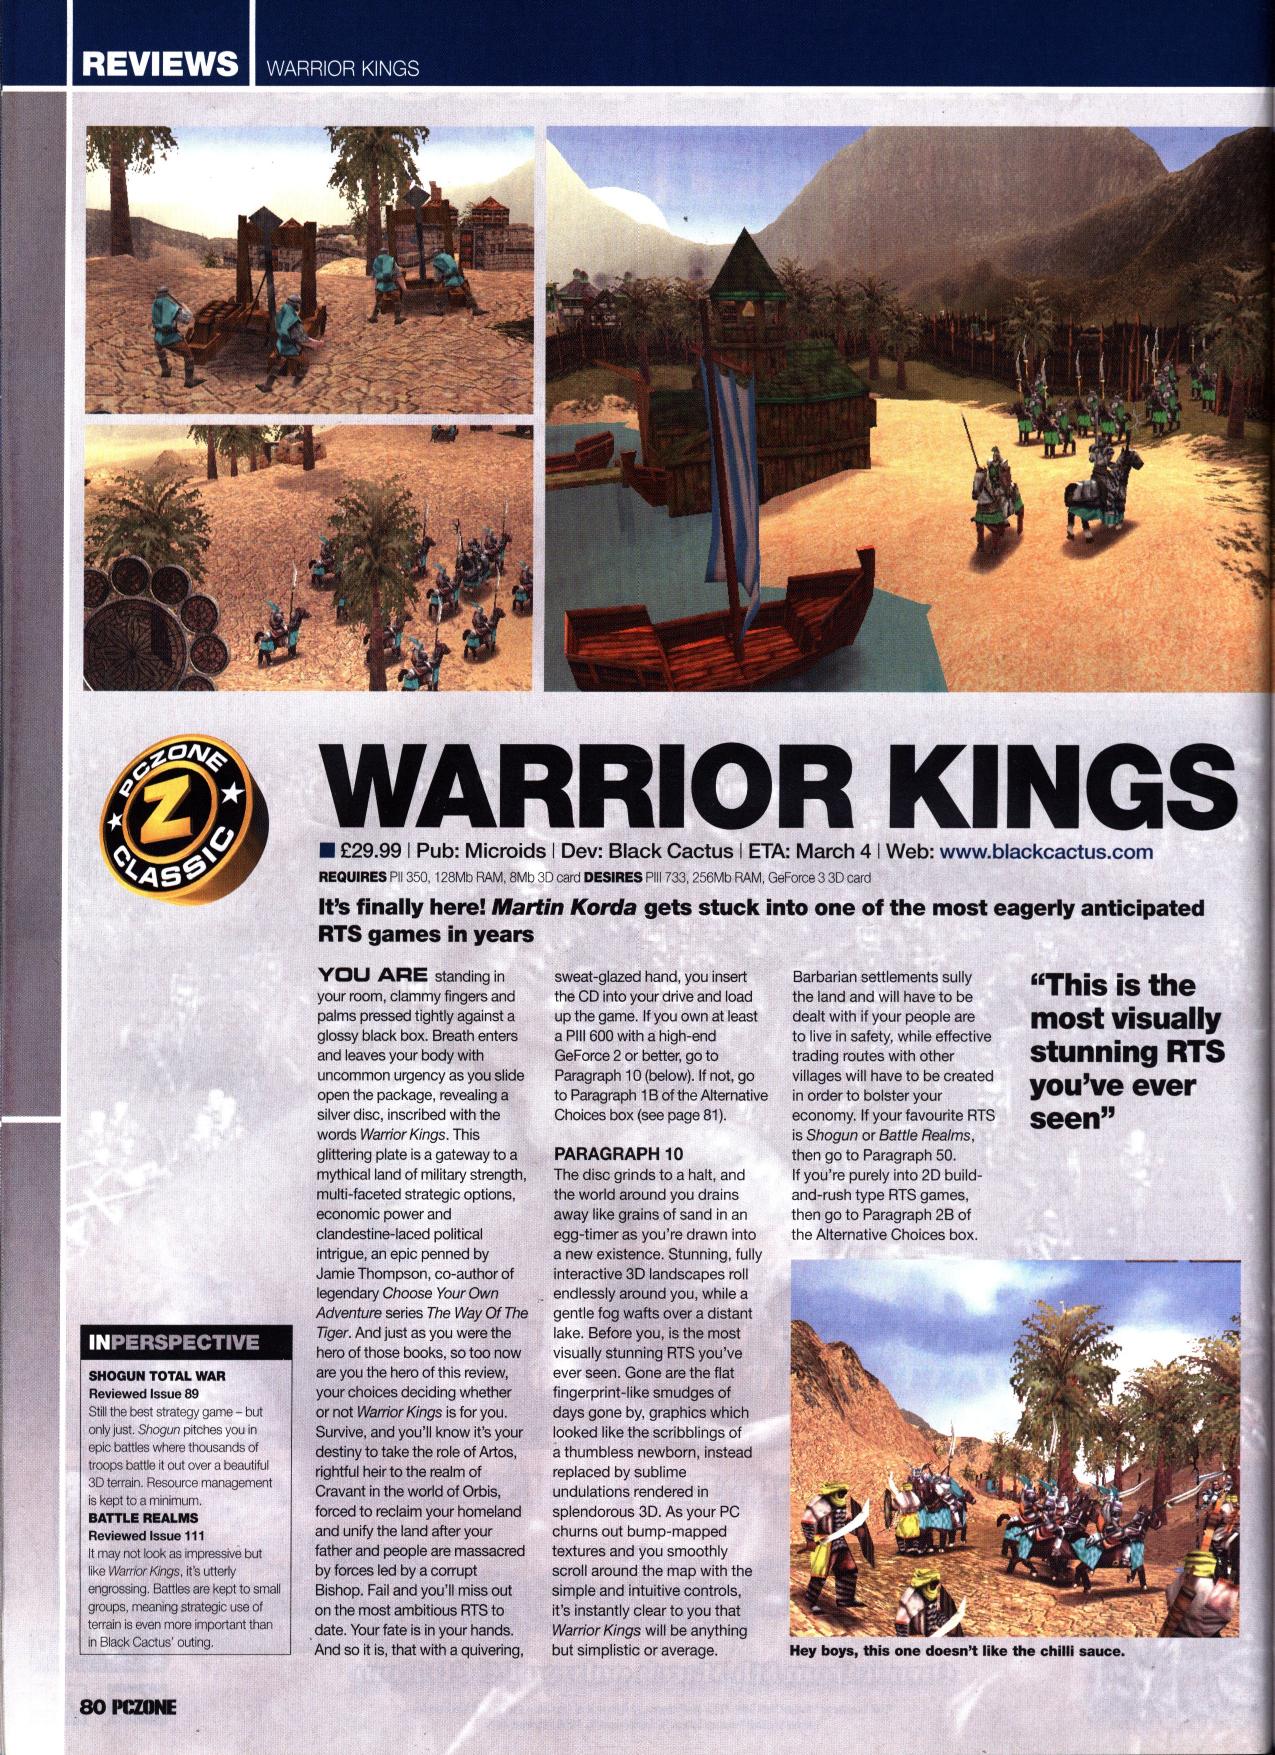 REVIEWS WARRIOR KINGS
PCZONE
Z
CLASSIC
WARRIOR KINGS
£29.99 | Pub: Microids | Dev: Black Cactus | ETA: March 4 | Web: www.blackcactus.com
REQUIRES PII 350, 128Mb RAM, 8Mb 3D card DESIRES PIII 733, 256Mb RAM, GeForce 3 3D card
It's finally here! Martin Korda gets stuck into one of the most eagerly anticipated
RTS games in years
YOU ARE standing in
your room, clammy fingers and
palms pressed tightly against a
glossy black box. Breath enters
and leaves your body with
uncommon urgency as you slide
open the package, revealing a
silver disc, inscribed with the
words Warrior Kings. This
glittering plate is a gateway to a
mythical land of military strength,
multi-faceted strategic options,
economic power and
clandestine-laced political
intrigue, an epic penned by
Jamie Thompson, co-author of
legendary Choose Your Own
Adventure series The Way Of The
Tiger. And just as you were the
hero of those books, so too now
are you the hero of this review,
your choices deciding whether
or not Warrior Kings is for you.
Survive, and you'll know it's your
destiny to take the role of Artos,
rightful heir to the realm of
Cravant in the world of Orbis,
forced to reclaim your homeland
and unify the land after your
father and people are massacred
by forces led by a corrupt
Bishop. Fail and you'll miss out
on the most ambitious RTS to
date. Your fate is in your hands.
And so it is, that with a quivering,
sweat-glazed hand, you insert
the CD into your drive and load
up the game. If you own at least
a PIII 600 with a high-end
GeForce 2 or better, go to
Paragraph 10 (below). If not, go
to Paragraph 1B of the Alternative
Choices box (see page 81).
PARAGRAPH 10
The disc grinds to a halt, and
the world around you drains
away like grains of sand in an
egg-timer as you're drawn into
a new existence. Stunning, fully
interactive 3D landscapes roll
endlessly around you, while a
gentle fog wafts over a distant
lake. Before you, is the most
visually stunning RTS you've
ever seen. Gone are the flat
fingerprint-like smudges of
days gone by, graphics which
looked like the scribblings of
a thumbless newborn, instead
replaced by sublime
undulations rendered in
splendorous 3D. As your PC
churns out bump-mapped
textures and you smoothly
scroll around the map with the
simple and intuitive controls,
it's instantly clear to you that
Warrior Kings will be anything
but simplistic or average.
Barbarian settlements sully
the land and will have to be
dealt with if your people are
to live in safety, while effective
trading routes with other
villages will have to be created
in order to bolster your
economy. If your favourite RTS
is Shogun or Battle Realms,
then go to Paragraph 50.
If you're purely into 2D build-
and-rush type RTS games,
then go to Paragraph 2B of
the Alternative Choices box.
"This is the
most visually
stunning RTS
you've ever
seen"
Hey boys, this one doesn't like the chilli sauce.
INPERSPECTIVE
SHOGUN TOTAL WAR
Reviewed Issue 89
Still the best strategy game – but
only just. Shogun pitches you in
epic battles where thousands of
troops battle it out over a beautiful
3D terrain. Resource management
is kept to a minimum.
BATTLE REALMS
Reviewed Issue 111
It may not look as impressive but
like Warrior Kings, it's utterly
engrossing. Battles are kept to small
groups, meaning strategic use of
terrain is even more important than
in Black Cactus' outing.
80 PCZONE